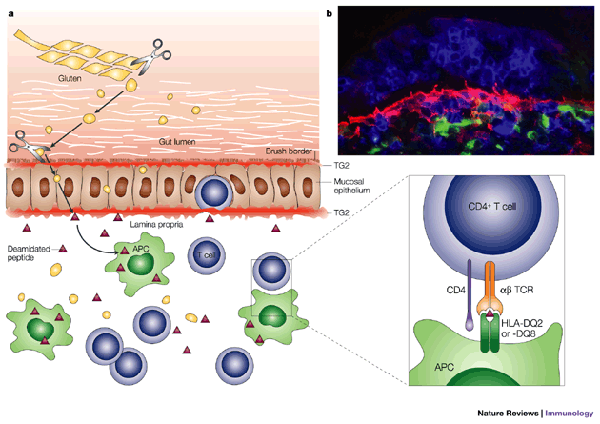 a
b
Gluten
Gut lumen
Brush border
TG2
Mucosal
epithelium
TG2
Lamina propria
Deamidated
peptide
APC
T cell
CD4+ T cell
CD4
αβ TCR
HLA-DQ2
or -DQ8
APC
Nature Reviews | Immunology